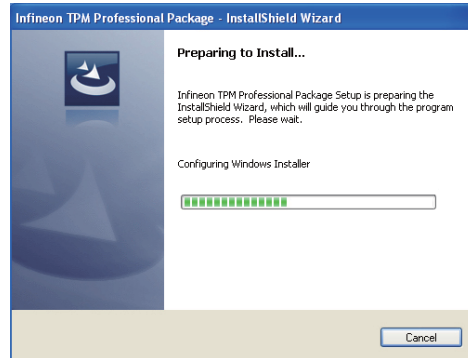 Infineon TPM Professional Package - InstallShield Wizard
Preparing to Install...
Infineon TPM Professional Package Setup is preparing the
InstallShield Wizard, which will guide you through the program
setup process. Please wait.
Configuring Windows Installer
Cancel